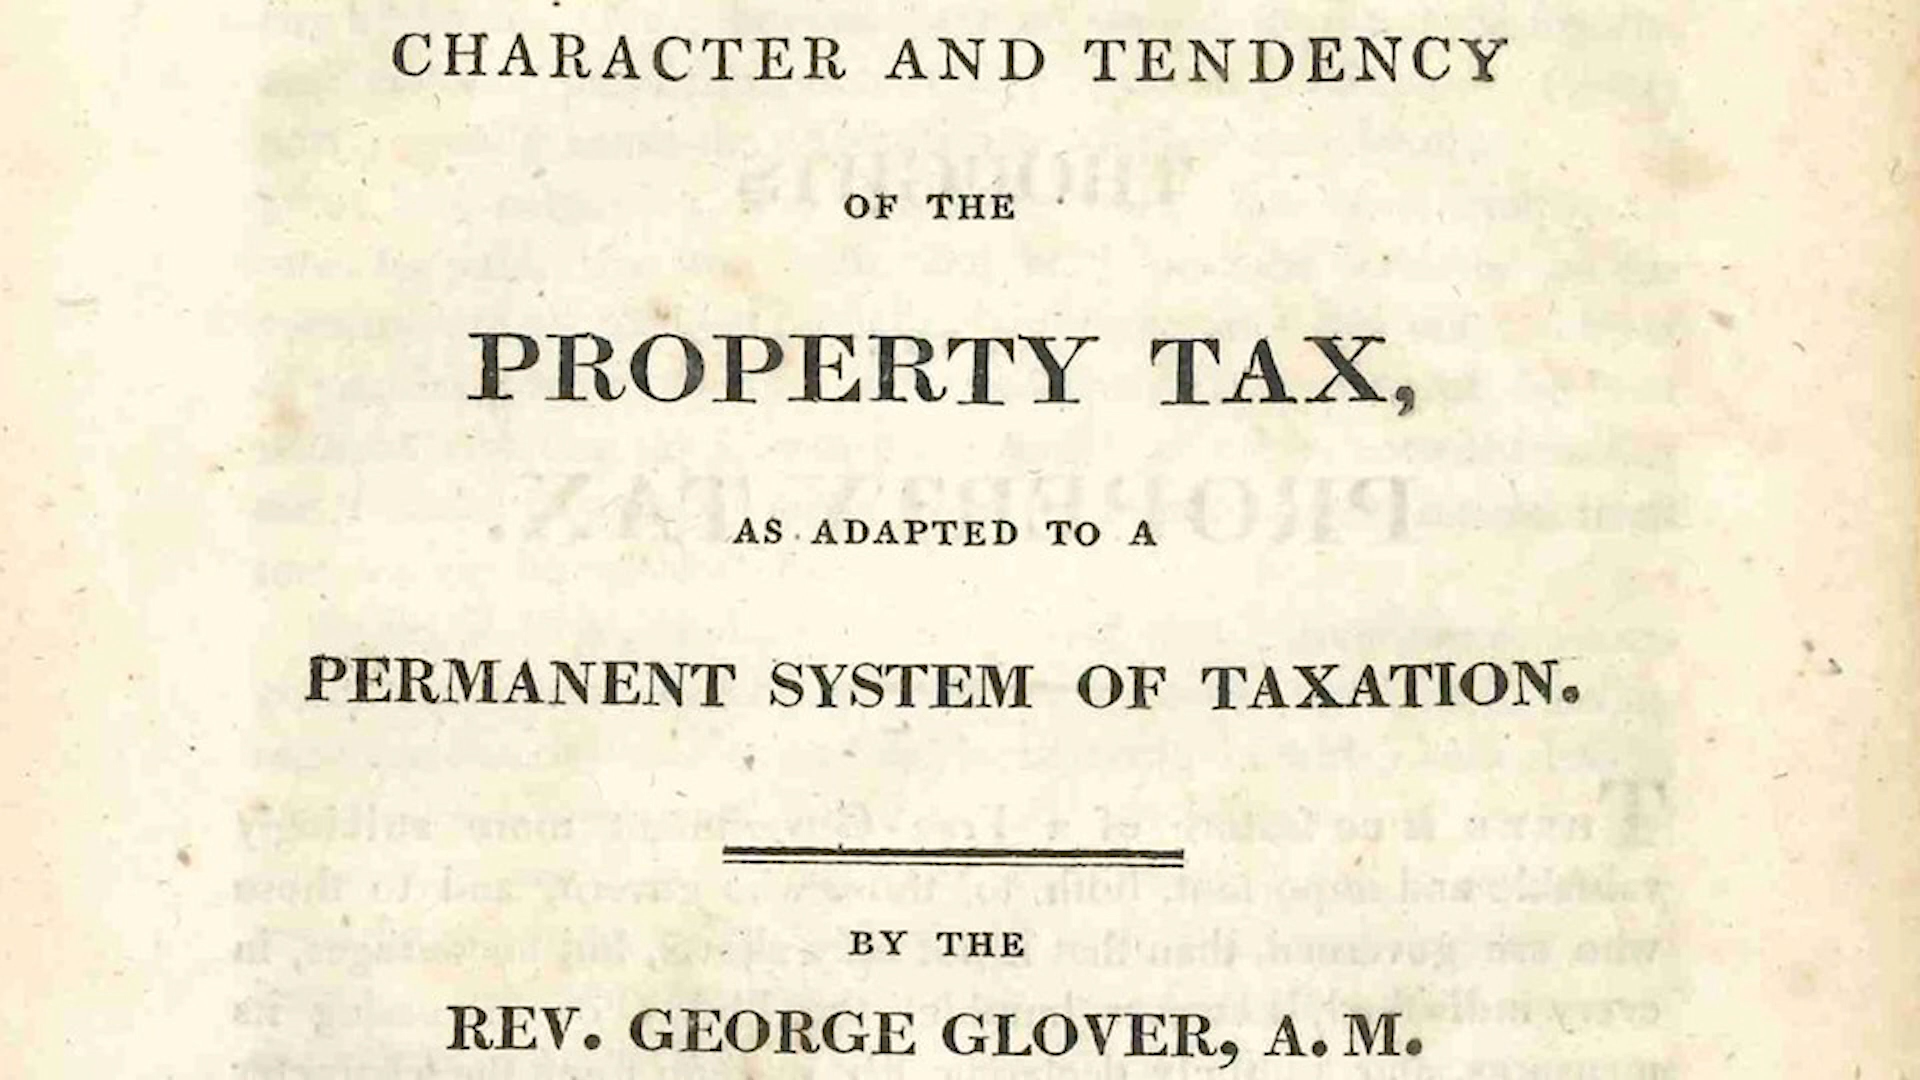 CHARACTER AND TENDENCY
OF THE
PROPERTY TAX,
AS ADAPTED TO A
PERMANENT SYSTEM OF TAXATION.
BY THE
REV. GEORGE GLOVER, A. M.